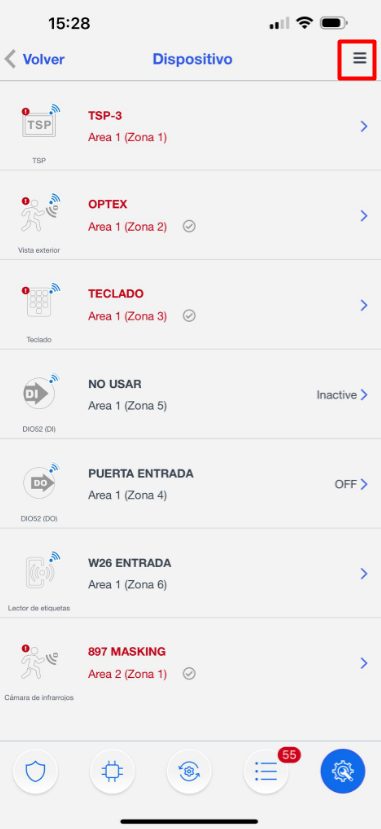 15:28
Volver
Dispositivo
TSP
TSP-3
Area 1 (Zona 1)
TSP
OPTEX
Area 1 (Zona 2)
Vista exterior
TECLADO
Area 1 (Zona 3)
Teclado
DI
NO USAR
Area 1 (Zona 5)
Inactive
DIO52 (DI)
DO
PUERTA ENTRADA
Area 1 (Zona 4)
OFF
DIO52 (DO)
W26 ENTRADA
Area 1 (Zona 6)
Lector de etiquetas
897 MASKING
Area 2 (Zona 1)
Cámara de infrarrojos
55